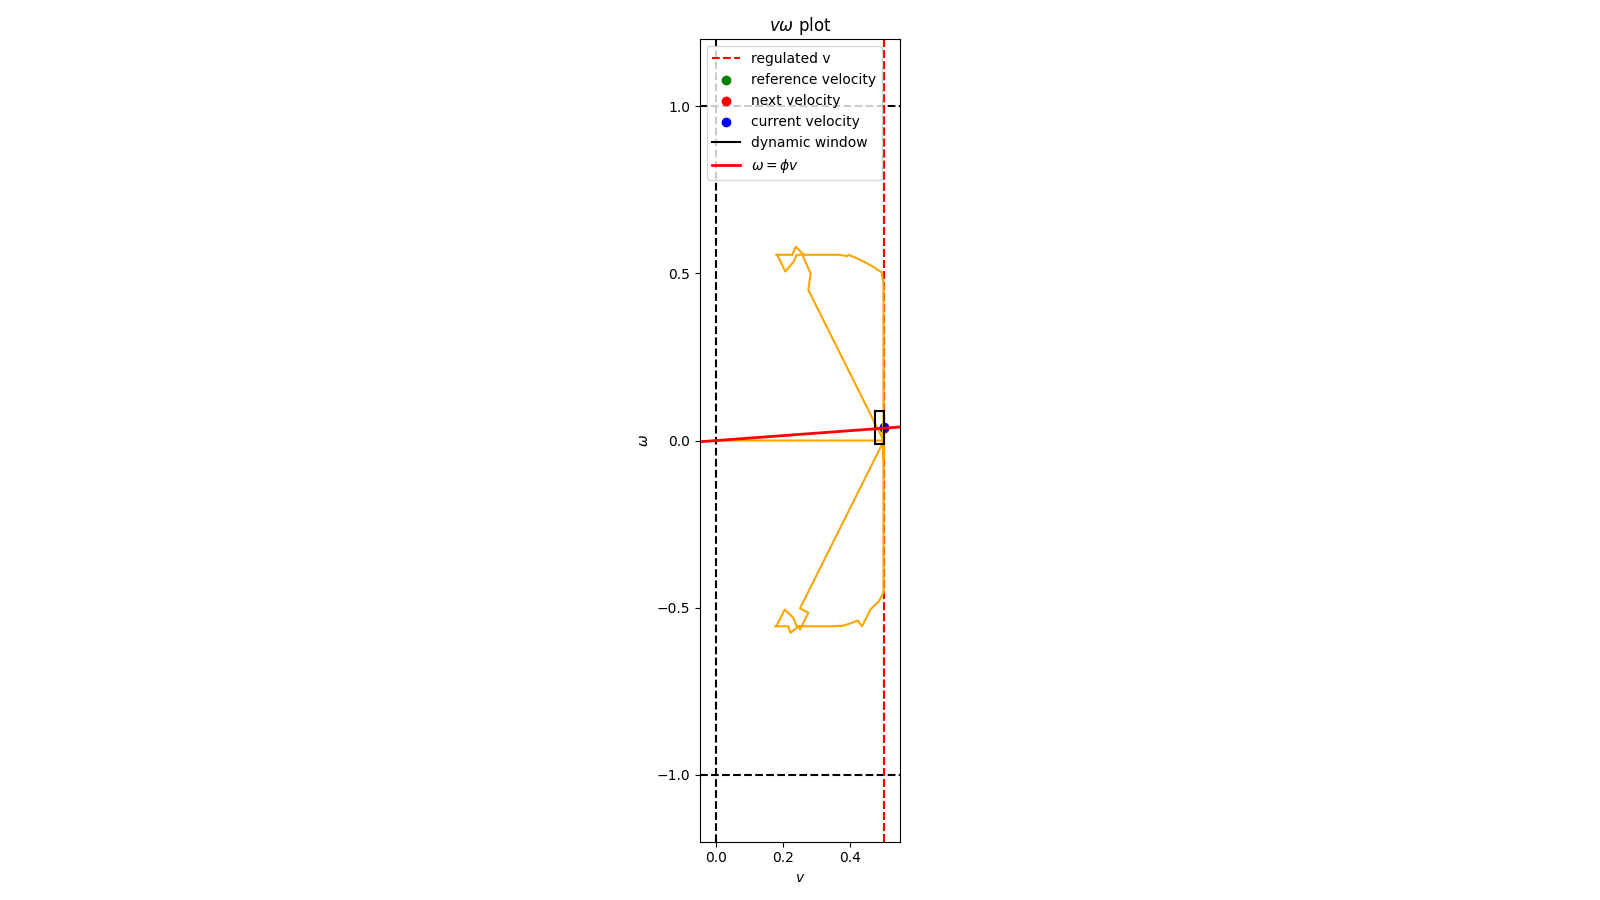 vω plot
regulated v
reference velocity
next velocity
current velocity
dynamic window
ω = ϕv
1.0
0.5
0.0
−0.5
−1.0
ω
0.0 0.2 0.4
v